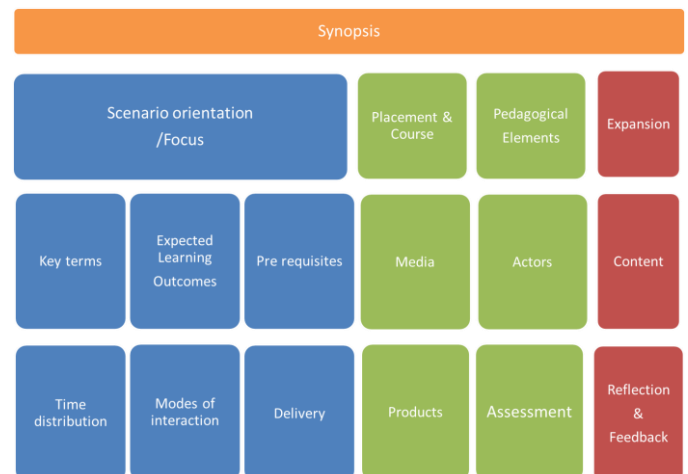 Synopsis
Scenario orientation
/Focus
Placement &
Course
Pedagogical
Elements
Expansion
Key terms
Expected
Learning
Outcomes
Pre requisites
Media
Actors
Content
Time
distribution
Modes of
interaction
Delivery
Products
Assessment
Reflection
&
Feedback